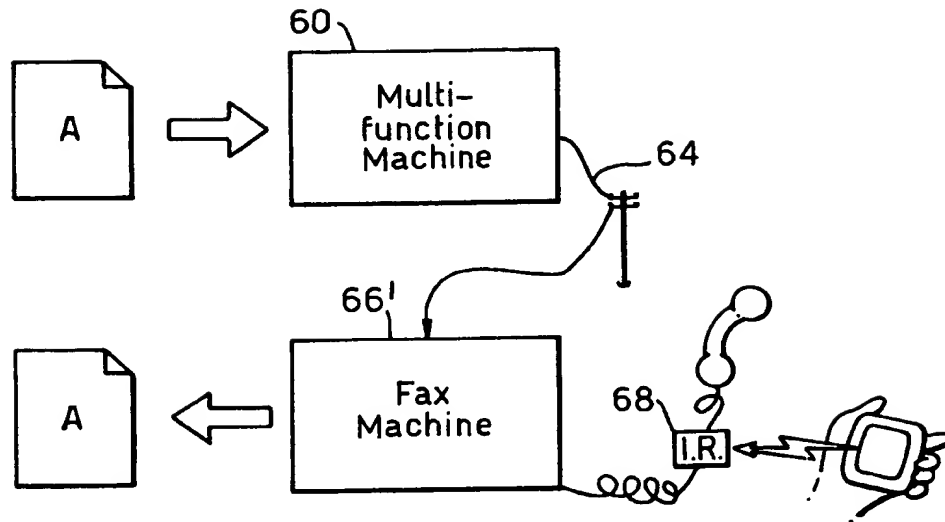 60
A
Multi-
function
Machine
64
66'
A
Fax
Machine
68
I.R.